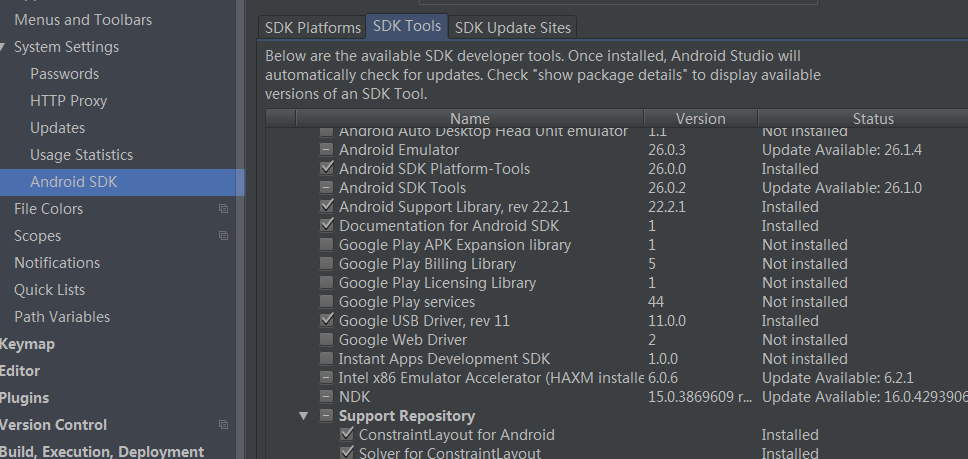 Menus and Toolbars
System Settings
Passwords
HTTP Proxy
Updates
Usage Statistics
Android SDK
File Colors
Scopes
Notifications
Quick Lists
Path Variables
Keymap
Editor
Plugins
Version Control
Build, Execution, Deployment
SDK Platforms SDK Tools SDK Update Sites
Below are the available SDK developer tools. Once installed, Android Studio will
automatically check for updates. Check "show package details" to display available
versions of an SDK Tool.
Name Version Status
Android Auto Desktop Head Unit emulator 1.1 Not installed
Android Emulator 26.0.3 Update Available: 26.1.4
Android SDK Platform-Tools 26.0.0 Installed
Android SDK Tools 26.0.2 Update Available: 26.1.0
Android Support Library, rev 22.2.1 22.2.1 Installed
Documentation for Android SDK 1 Installed
Google Play APK Expansion library 1 Not installed
Google Play Billing Library 5 Not installed
Google Play Licensing Library 1 Not installed
Google Play services 44 Not installed
Google USB Driver, rev 11 11.0.0 Installed
Google Web Driver 2 Not installed
Instant Apps Development SDK 1.0.0 Not installed
Intel x86 Emulator Accelerator (HAXM installe 6.0.6 Update Available: 6.2.1
NDK 15.0.3869609 r... Update Available: 16.0.4293906
Support Repository
ConstraintLayout for Android Installed
Solver for ConstraintLayout Installed